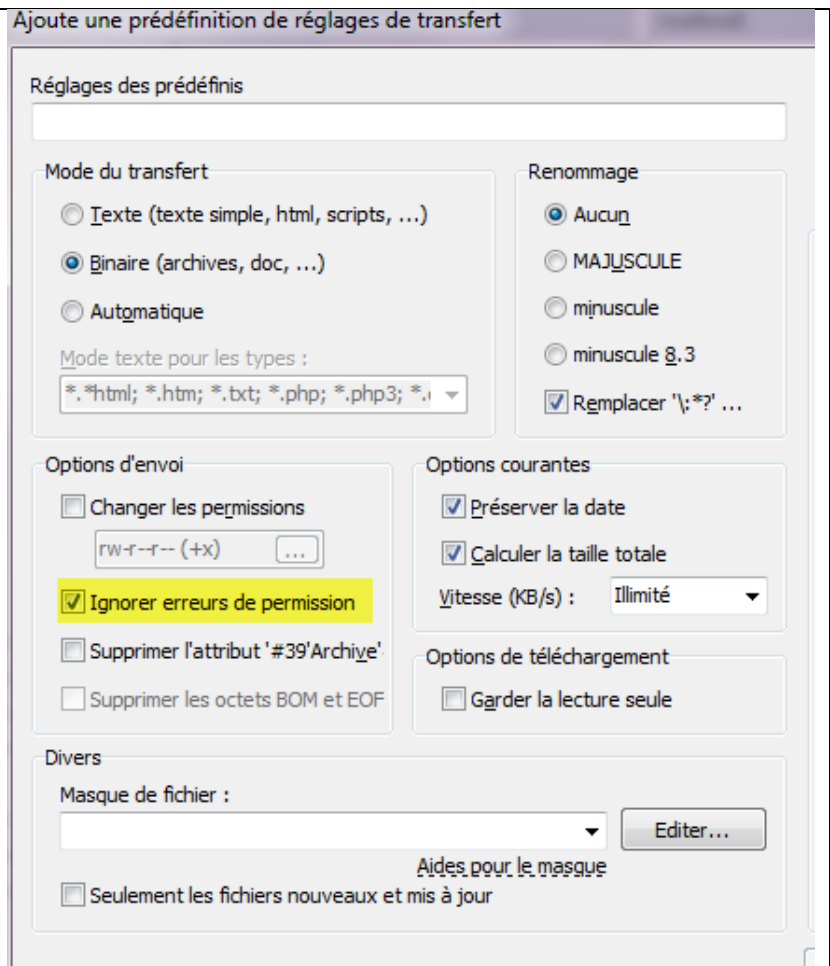 Ajoute une prédéfinition de réglages de transfert
Réglages des prédéfinis
Mode du transfert
Texte (texte simple, html, scripts, ...)
Binaire (archives, doc, ...)
Automatique
Mode texte pour les types :
*.*html; *.htm; *.txt; *.php; *.php3; *.
Renommage
Aucun
MAJUSCULE
minuscule
minuscule 8.3
Remplacer '\:*?' ...
Options d'envoi
Changer les permissions
rw-r--r-- (+x)
...
Ignorer erreurs de permission
Supprimer l'attribut '#39'Archive'
Supprimer les octets BOM et EOF
Options courantes
Préserver la date
Calculer la taille totale
Vitesse (KB/s) :
Illimité
Options de téléchargement
Garder la lecture seule
Divers
Masque de fichier :
Editer...
Aides pour le masque
Seulement les fichiers nouveaux et mis à jour